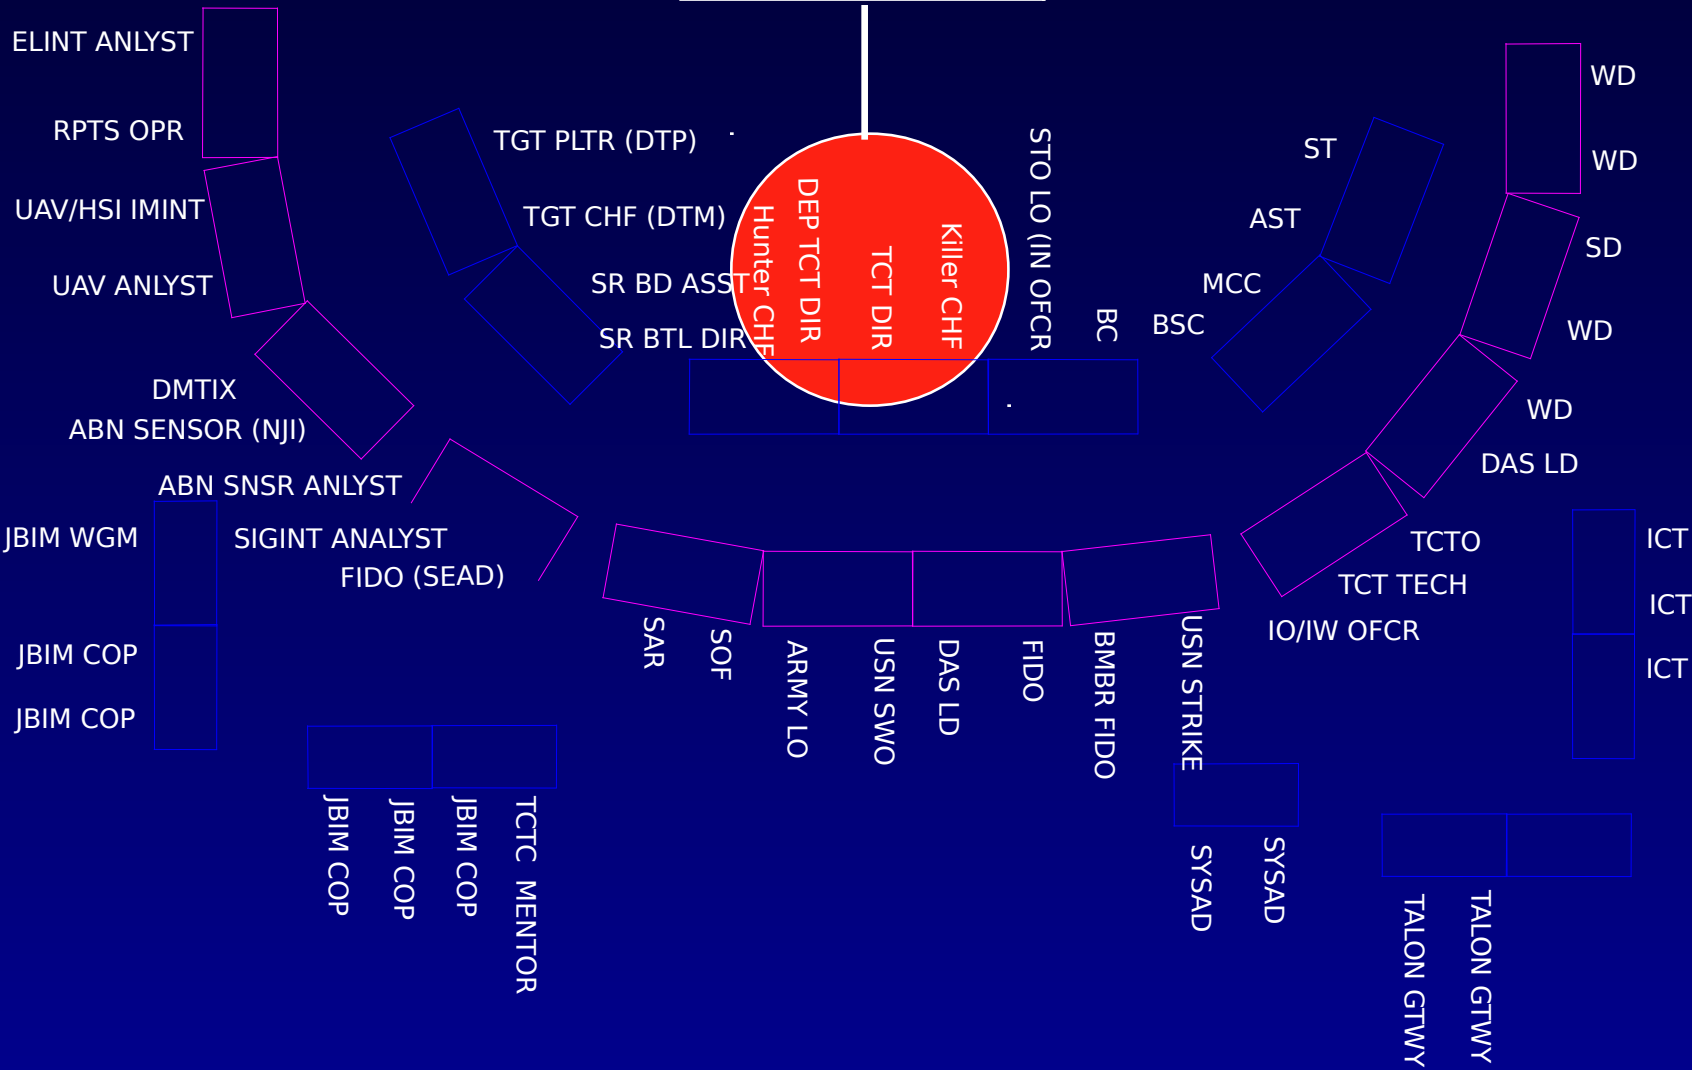 ELINT ANLYST
RPTS OPR
UAV/HSI IMINT
UAV ANLYST
DMTIX
ABN SENSOR (NJI)
ABN SNSR ANLYST
SIGINT ANALYST
FIDO (SEAD)
TGT PLTR (DTP)
TGT CHF (DTM)
SR BD ASST
SR BTL DIR
Hunter CHF
DEP TCT DIR
TCT DIR
Killer CHF
STO LO (IN OFCR
BC
BSC
MCC
AST
ST
WD
WD
SD
WD
WD
DAS LD
TCTO
TCT TECH
IO/IW OFCR
SAR
SOF
ARMY LO
USN SWO
DAS LD
FIDO
BMBR FIDO
USN STRIKE
JBIM WGM
JBIM COP
JBIM COP
JBIM COP
JBIM COP
JBIM COP
TCTC MENTOR
SYSAD
SYSAD
ICT
ICT
ICT
TALON GTWY
TALON GTWY